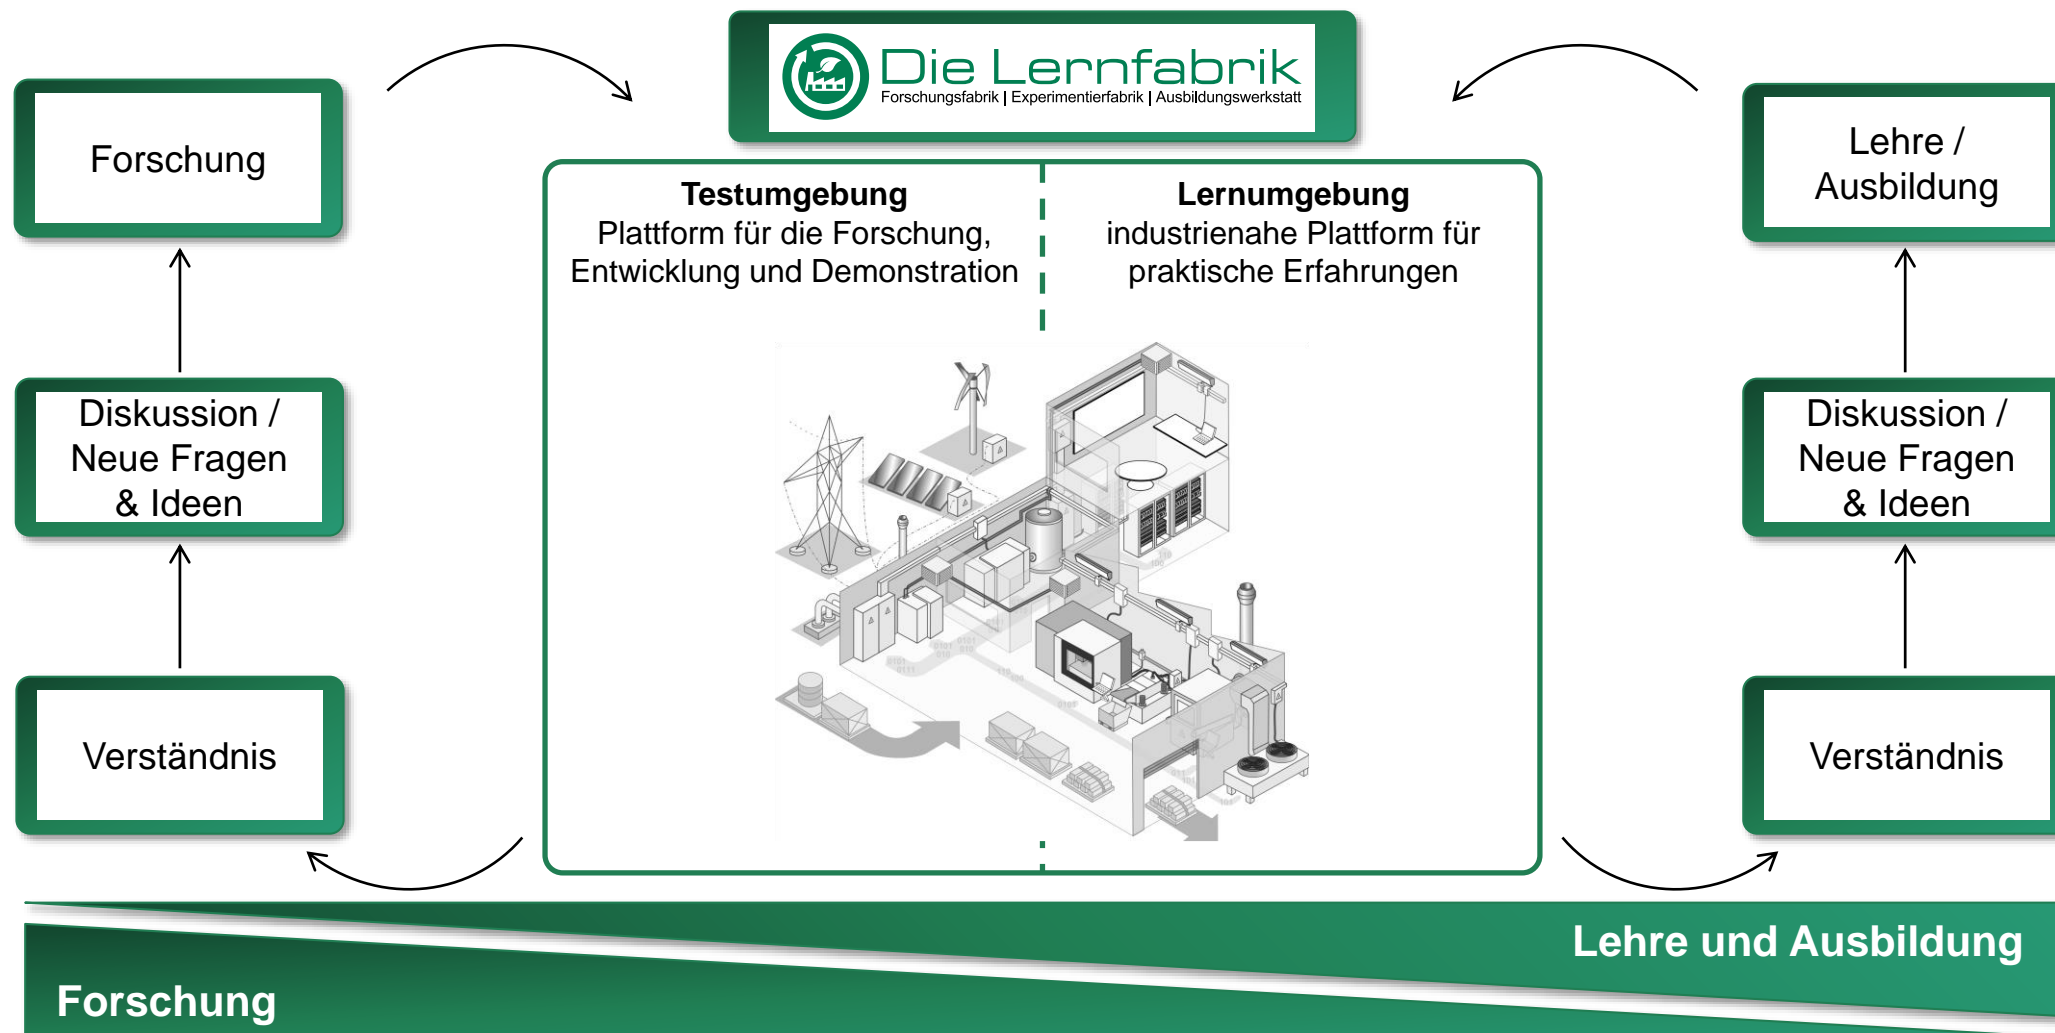 Die Lernfabrik
Forschungsfabrik | Experimentierfabrik | Ausbildungswerkstatt
Forschung
Diskussion /
Neue Fragen
& Ideen
Verständnis
Testumgebung
Plattform für die Forschung,
Entwicklung und Demonstration
Lernumgebung
industrienahe Plattform für
praktische Erfahrungen
Lehre /
Ausbildung
Diskussion /
Neue Fragen
& Ideen
Verständnis
Lehre und Ausbildung
Forschung